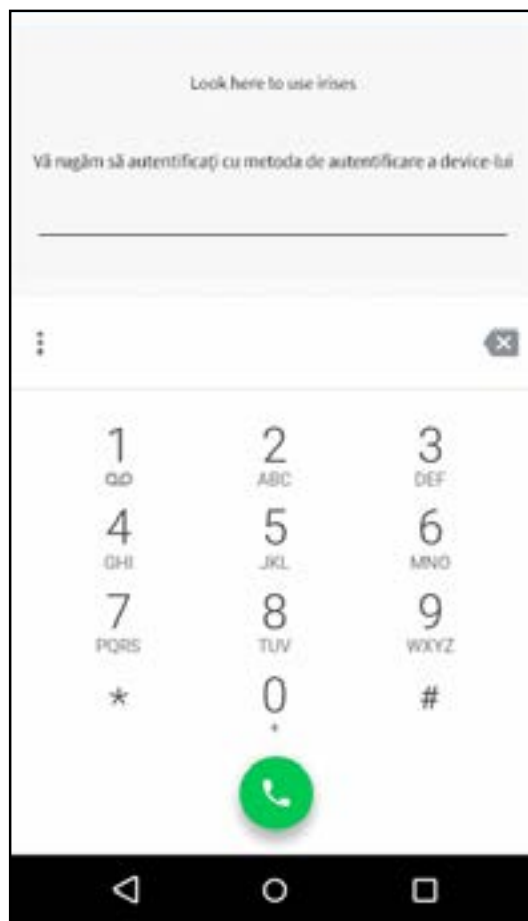 Look here to use irises
Vă rugăm să autentificați cu metoda de autentificare a device-lui
1 2 3
ABC DEF
4 5 6
GHI JKL MNO
7 8 9
PQRS TUV WXYZ
* 0 #
+